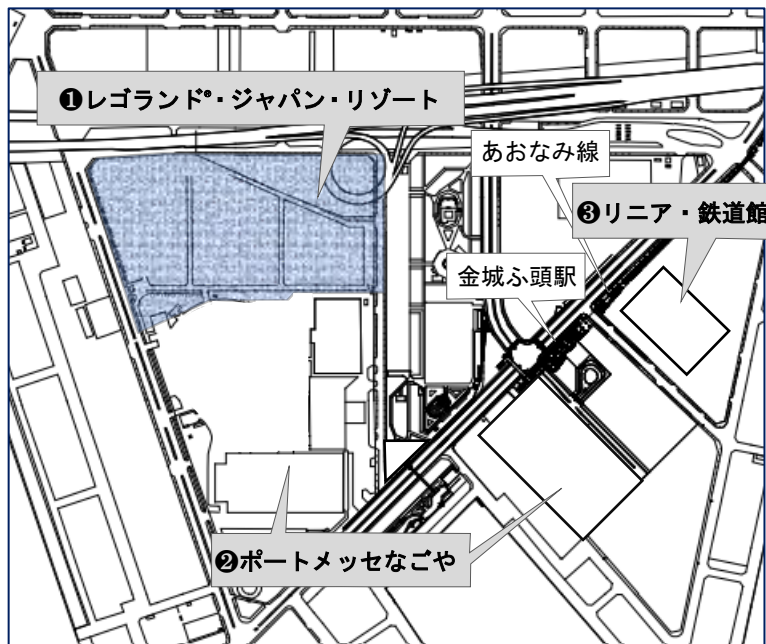 ❶レゴランド®・ジャパン・リゾート
あおなみ線
❸リニア・鉄道館
金城ふ頭駅
❷ポートメッセなごや